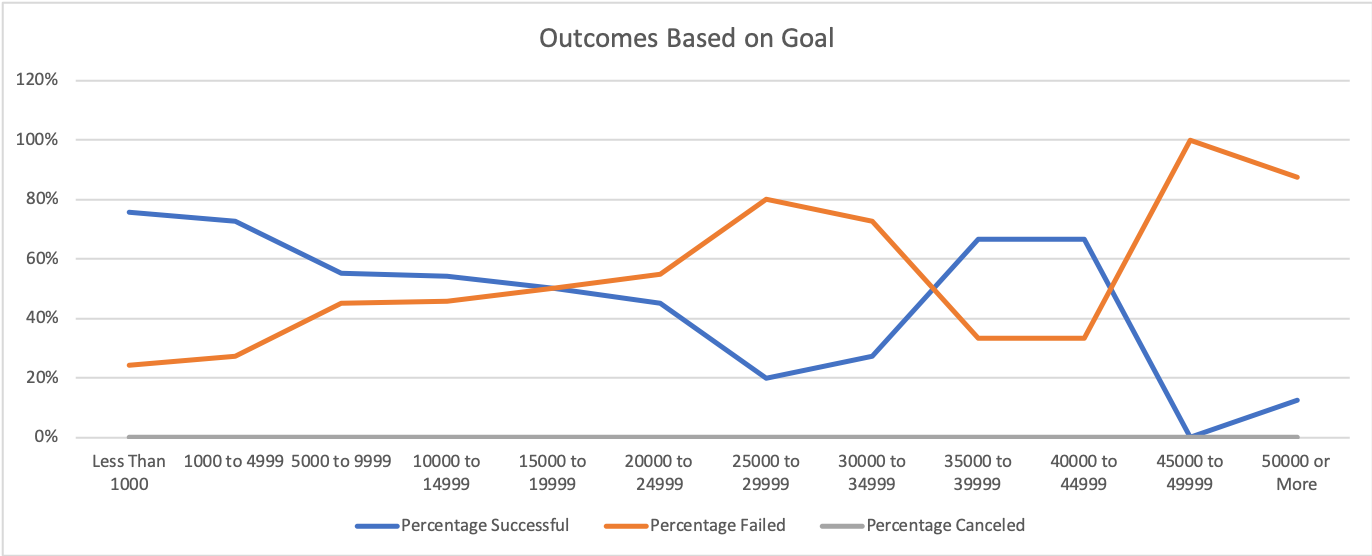 Outcomes Based on Goal
120%
100%
80%
60%
40%
20%
0%
Less Than 1000 to 4999 5000 to 9999 10000 to 15000 to 20000 to 25000 to 30000 to 35000 to 40000 to 45000 to 50000 or
1000 14999 19999 24999 29999 34999 39999 44999 49999 More
Percentage Successful Percentage Failed Percentage Canceled